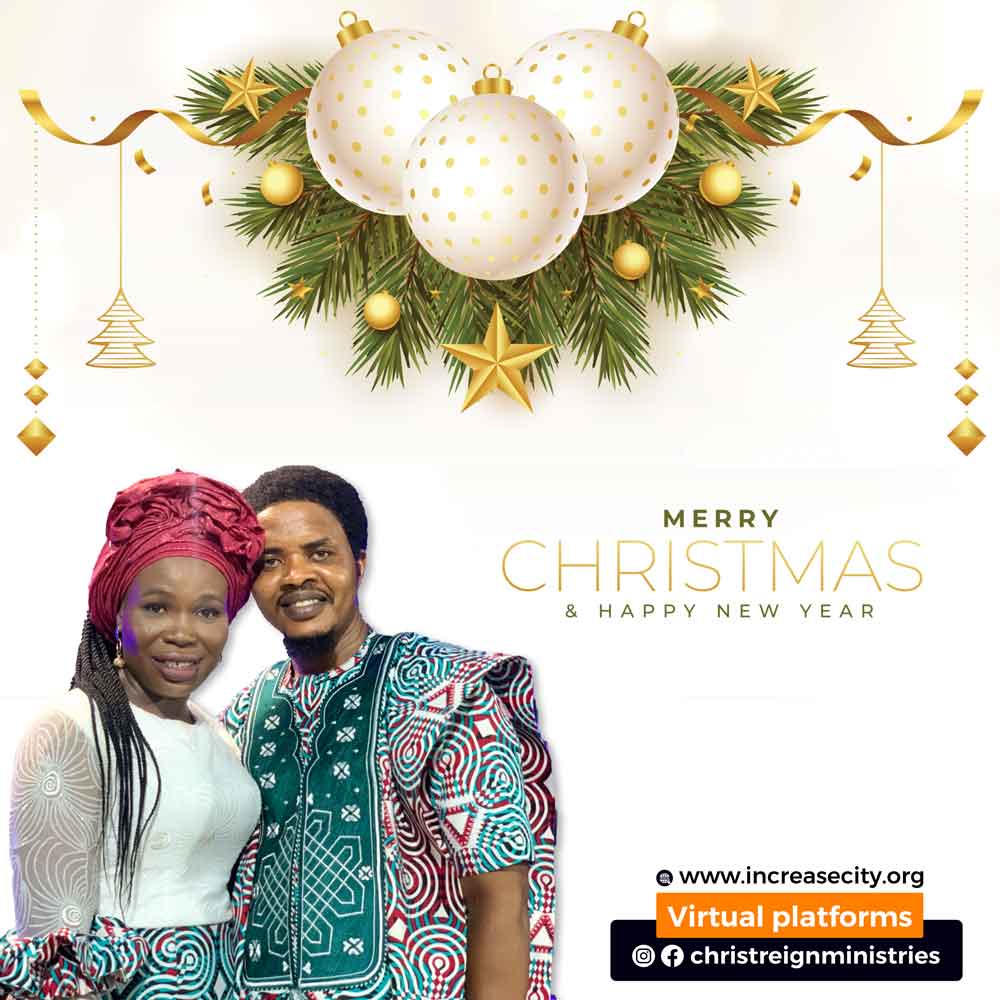 MERRY
CHRISTMAS
& HAPPY NEW YEAR
www.increasecity.org
Virtual platforms
christreignministries